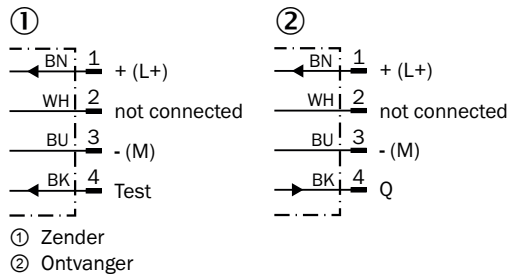 ① ②
BN 1 + (L+) BN 1 + (L+)
WH 2 not connected WH 2 not connected
BU 3 - (M) BU 3 - (M)
BK 4 Test BK 4 Q
① Zender
② Ontvanger